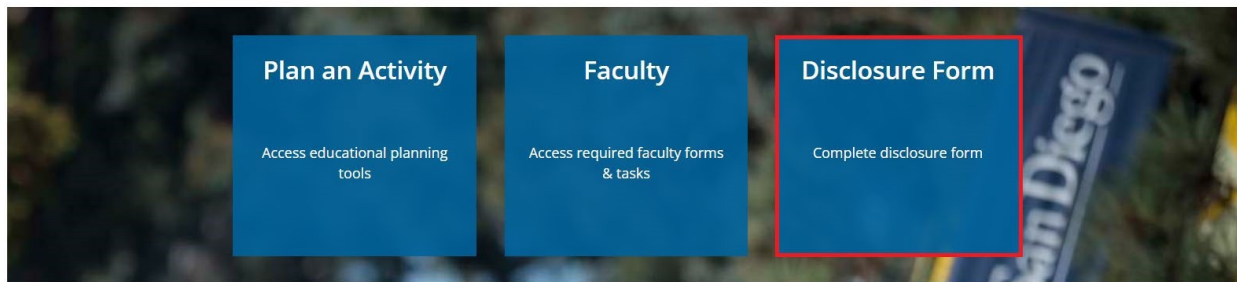 Plan an Activity
Access educational planning
tools
Faculty
Access required faculty forms
& tasks
Disclosure Form
Complete disclosure form
San Diego